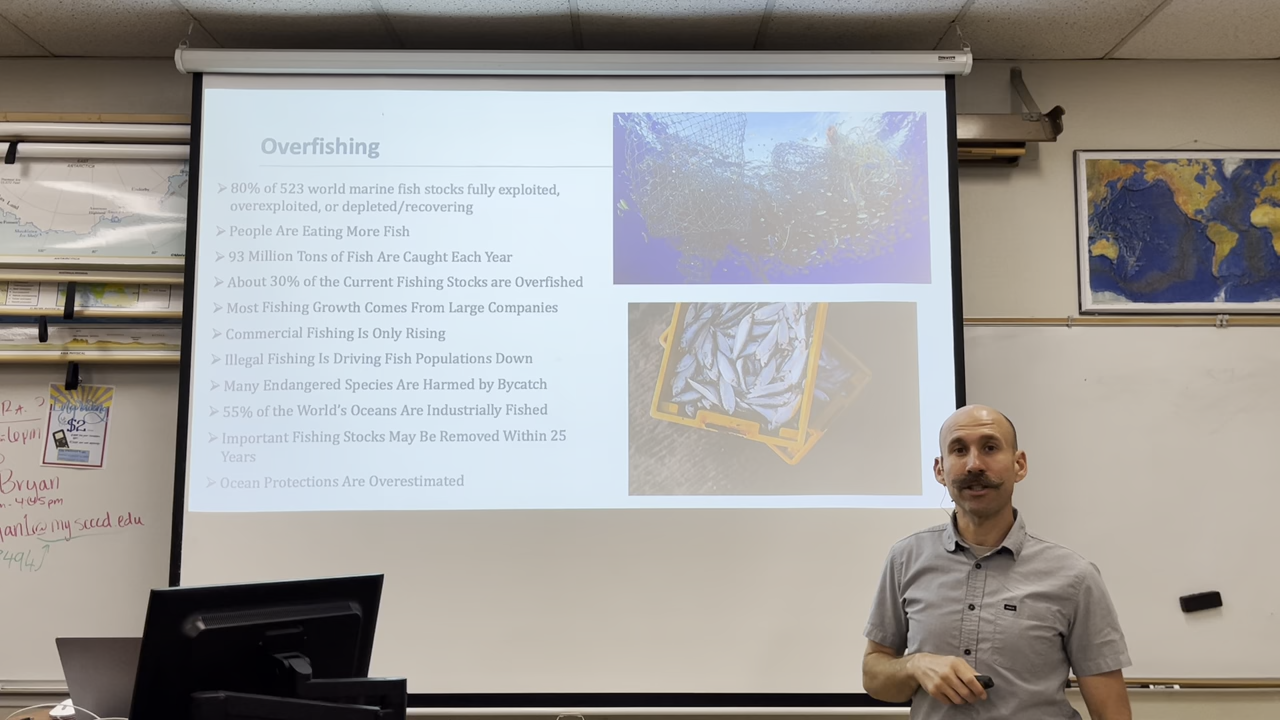 Overfishing
80% of 523 world marine fish stocks fully exploited,
overexploited, or depleted/recovering
People Are Eating More Fish
93 Million Tons of Fish Are Caught Each Year
About 30% of the Current Fishing Stocks are Overfished
Most Fishing Growth Comes From Large Companies
Commercial Fishing Is Only Rising
Illegal Fishing Is Driving Fish Populations Down
Many Endangered Species Are Harmed by Bycatch
55% of the World's Oceans Are Industrially Fished
Important Fishing Stocks May Be Removed Within 25
Years
Ocean Protections Are Overestimated
$2
Bryan